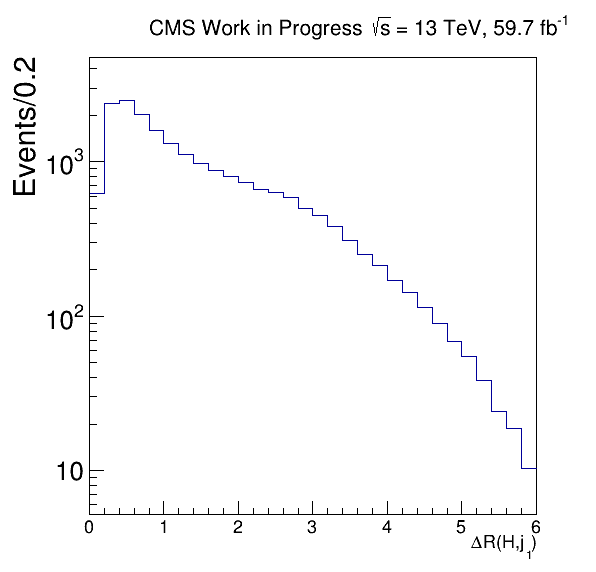 CMS Work in Progress √s = 13 TeV, 59.7 fb⁻¹
Events/0.2
10³
10²
10
0 1 2 3 4 5 6
ΔR(H,j₁)